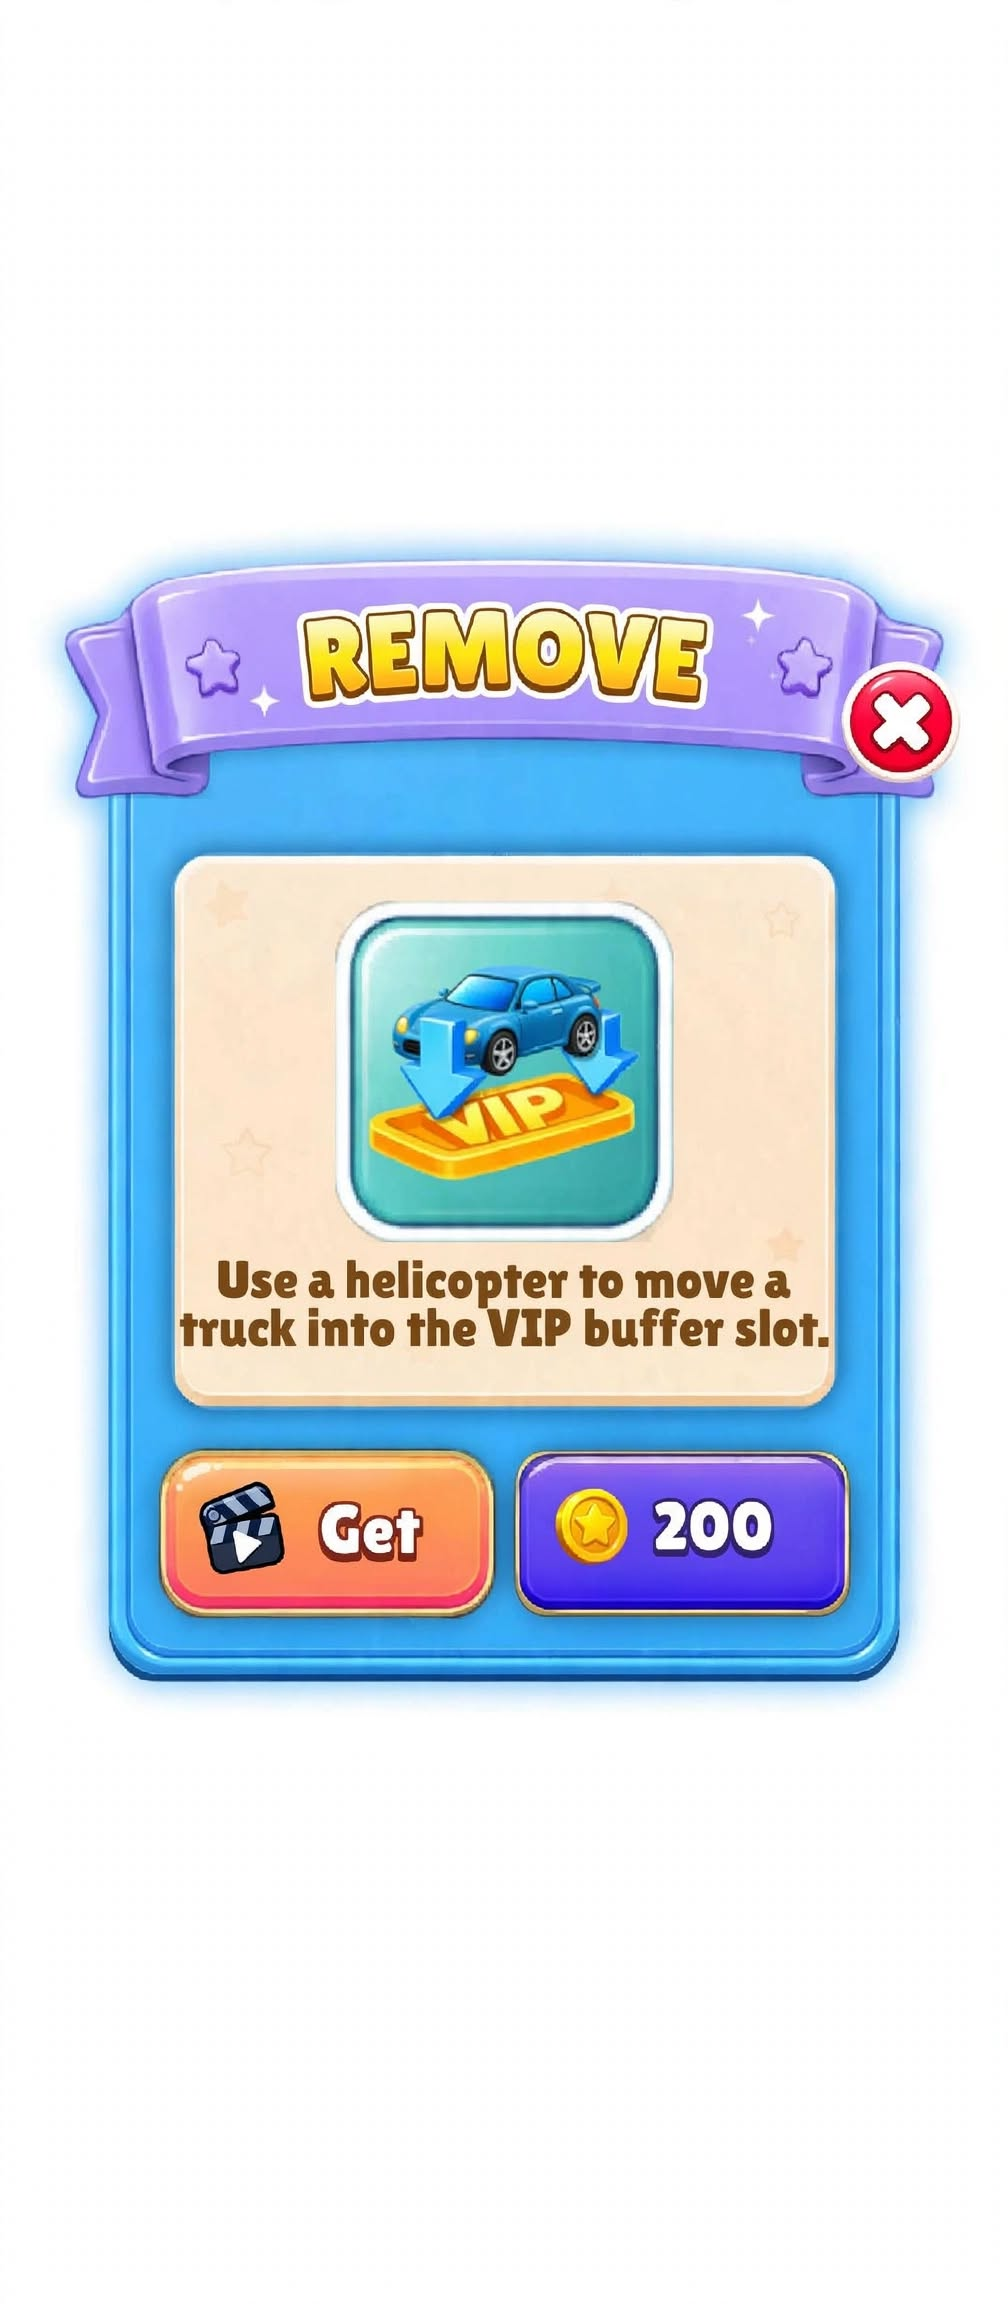 REMOVE
VIP
Use a helicopter to move a
truck into the VIP buffer slot.
Get
200